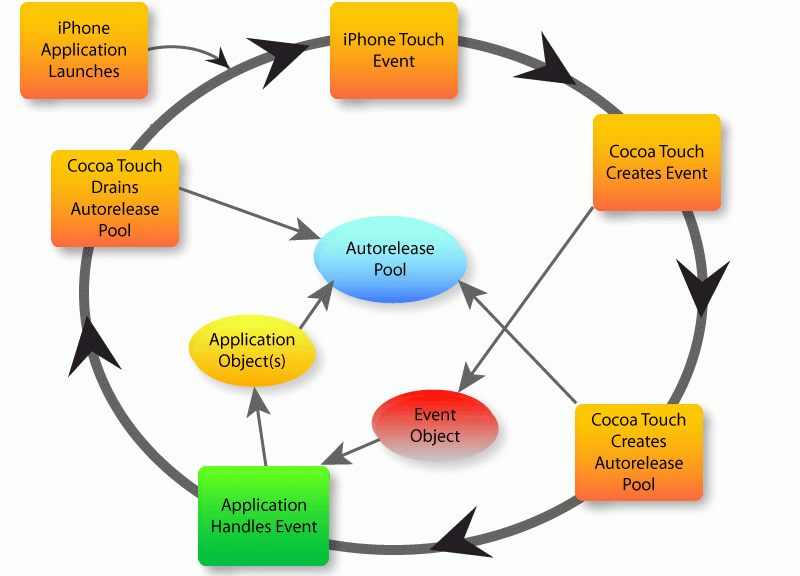 iPhone
Application
Launches
iPhone Touch
Event
Cocoa Touch
Creates Event
Cocoa Touch
Drains
Autorelease
Pool
Autorelease
Pool
Application
Object(s)
Event
Object
Cocoa Touch
Creates
Autorelease
Pool
Application
Handles Event